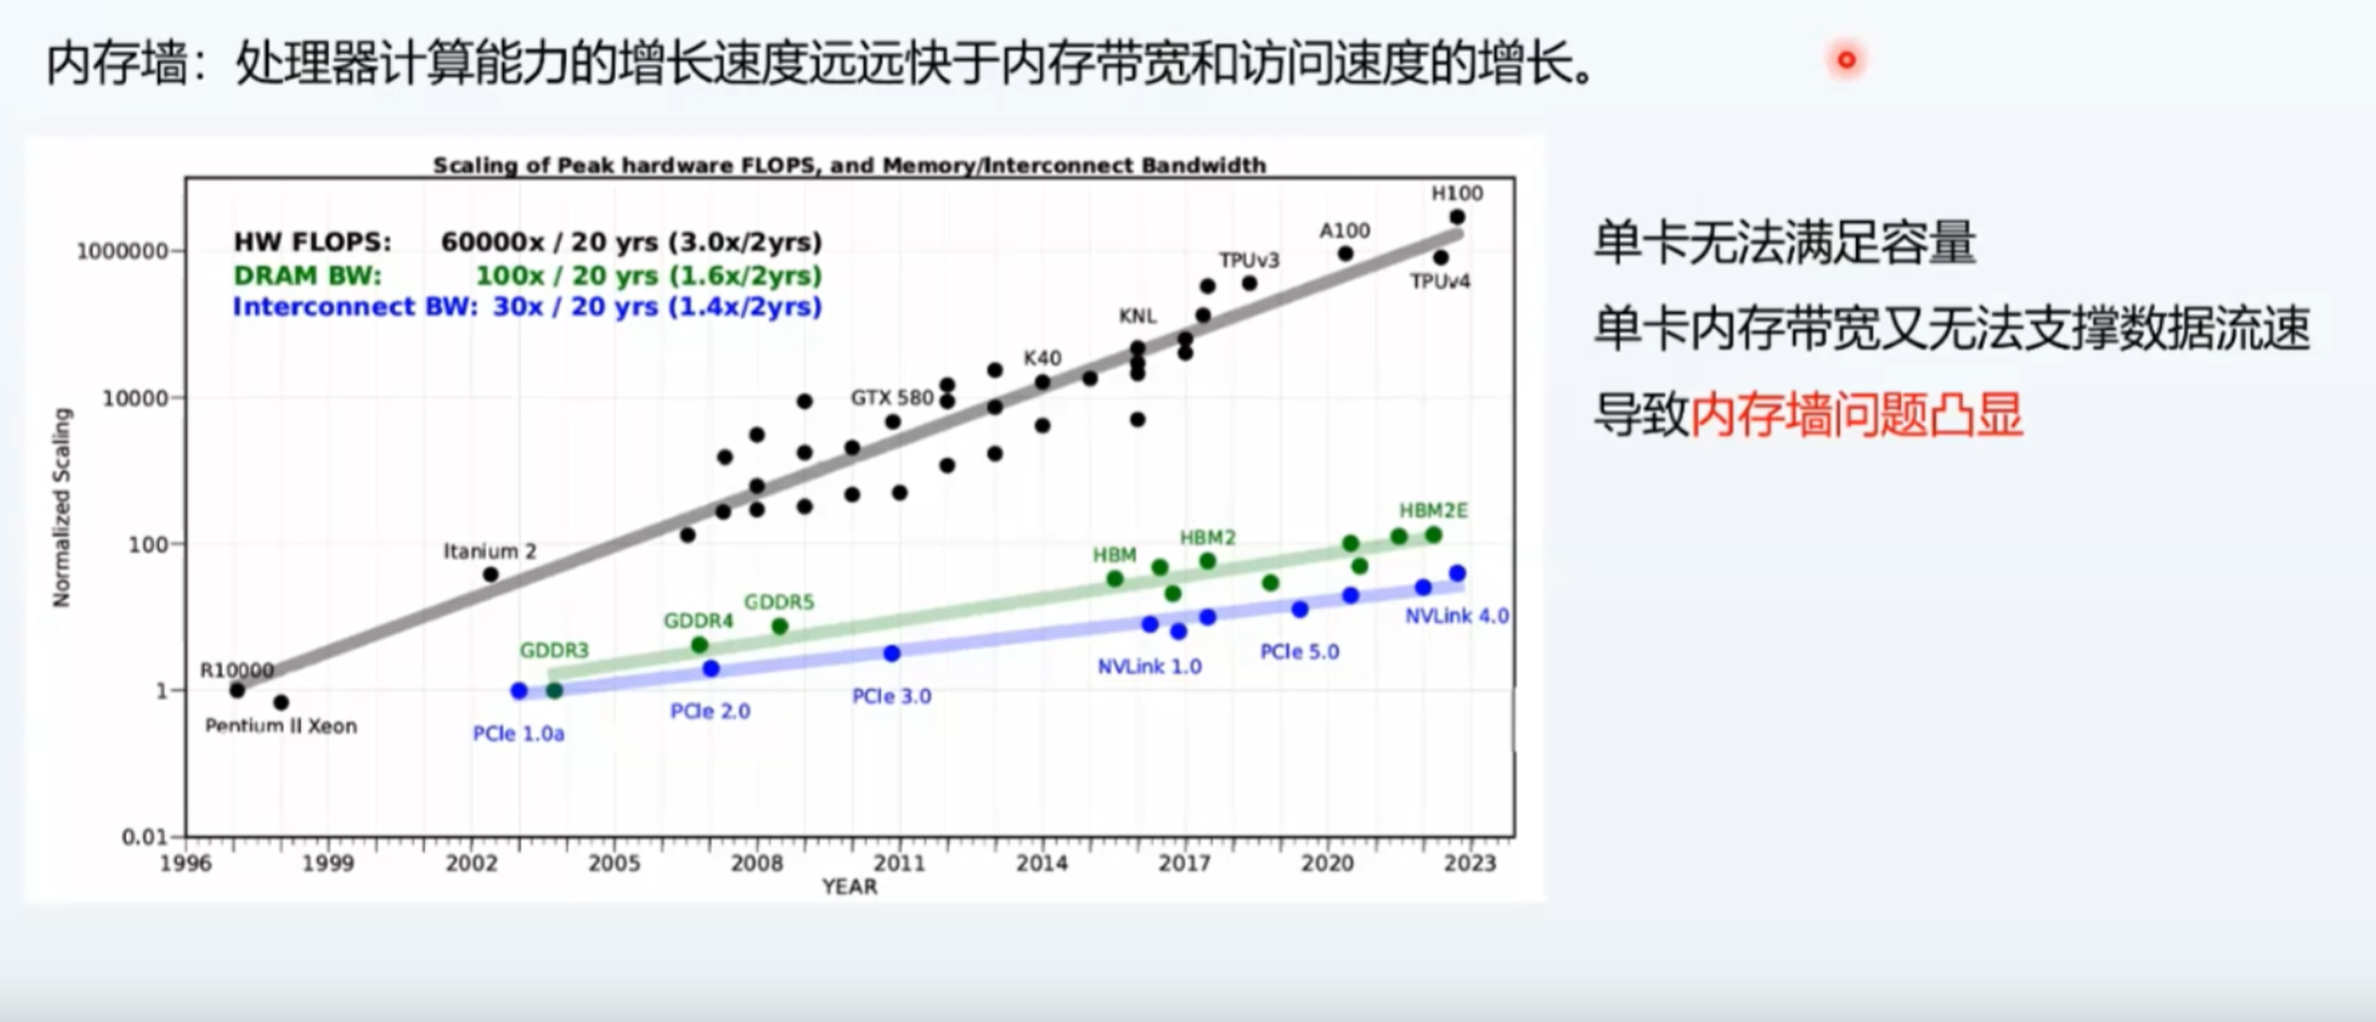 内存墙：处理器计算能力的增长速度远远快于内存带宽和访问速度的增长。
Scaling of Peak hardware FLOPS, and Memory/Interconnect Bandwidth
HW FLOPS: 60000x / 20 yrs (3.0x/2yrs)
DRAM BW: 100x / 20 yrs (1.6x/2yrs)
Interconnect BW: 30x / 20 yrs (1.4x/2yrs)
Normalized Scaling
1000000
10000
100
1
0.01
R10000
Pentium II Xeon
Itanium 2
GTX 580
K40
KNL
TPUv3
A100
H100
TPUv4
GDDR3
GDDR4
GDDR5
HBM
HBM2
HBM2E
PCIe 1.0a
PCIe 2.0
PCIe 3.0
NVLink 1.0
PCIe 5.0
NVLink 4.0
1996 1999 2002 2005 2008 2011 2014 2017 2020 2023
YEAR
单卡无法满足容量
单卡内存带宽又无法支撑数据流速
导致内存墙问题凸显